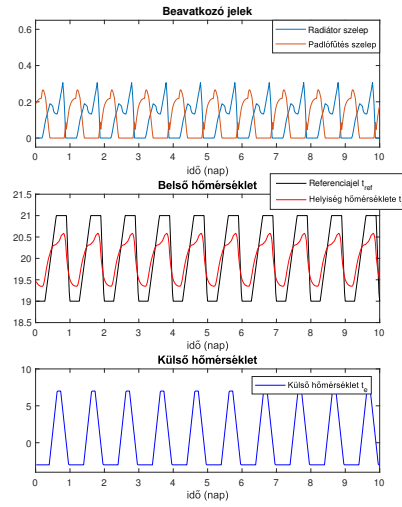 Beavatkozó jelek
Radiátor szelep
Padlófűtés szelep
0.6
0.4
0.2
0
0 1 2 3 4 5 6 7 8 9 10
idő (nap)
Belső hőmérséklet
Referenciajel t_ref
Helyiség hőmérséklete t
21.5
21
20.5
20
19.5
19
18.5
0 1 2 3 4 5 6 7 8 9 10
idő (nap)
Külső hőmérséklet
Külső hőmérséklet t_e
10
5
0
0 1 2 3 4 5 6 7 8 9 10
idő (nap)